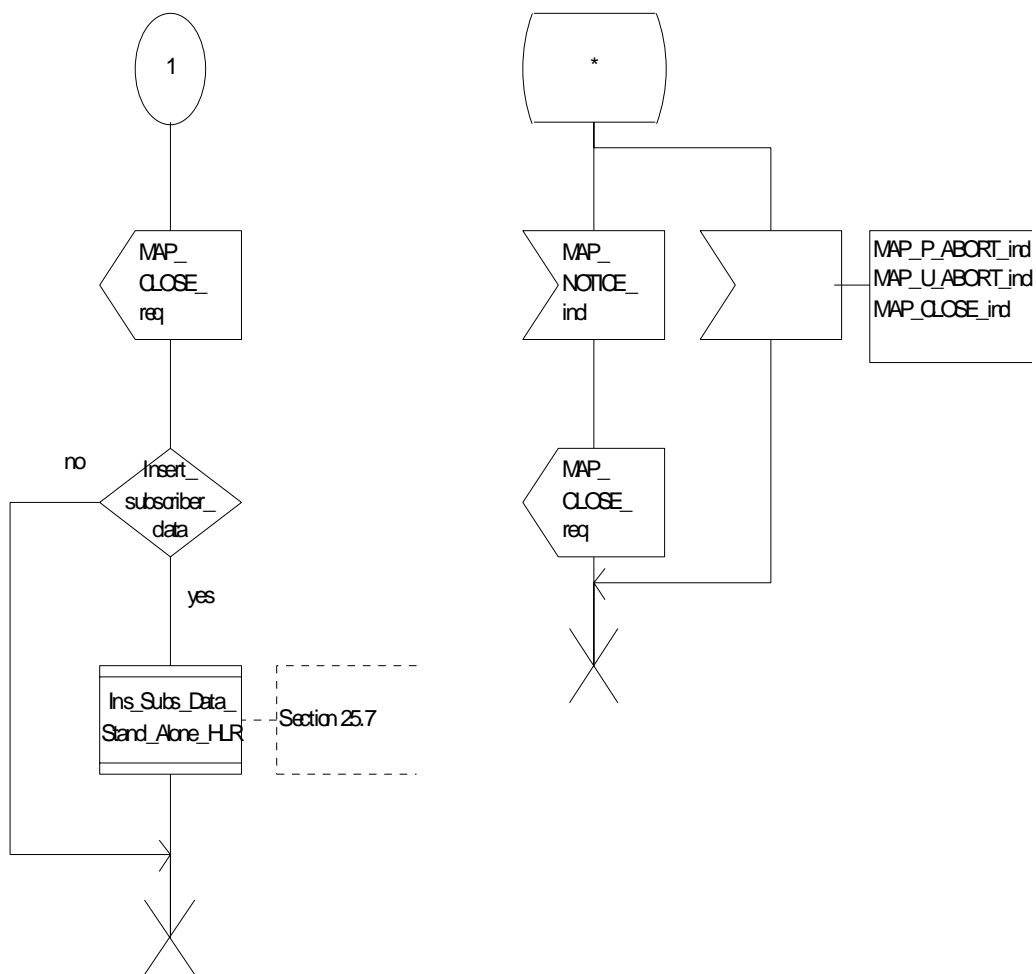 1
MAP_
CLOSE_
req
no
Insert_
subscriber_
data
yes
Ins_Subs_Data_
Stand_Alone_HLR
Section 25.7
*
MAP_
NOTICE_
ind
MAP_P_ABORT_ind
MAP_U_ABORT_ind
MAP_CLOSE_ind
MAP_
CLOSE_
req